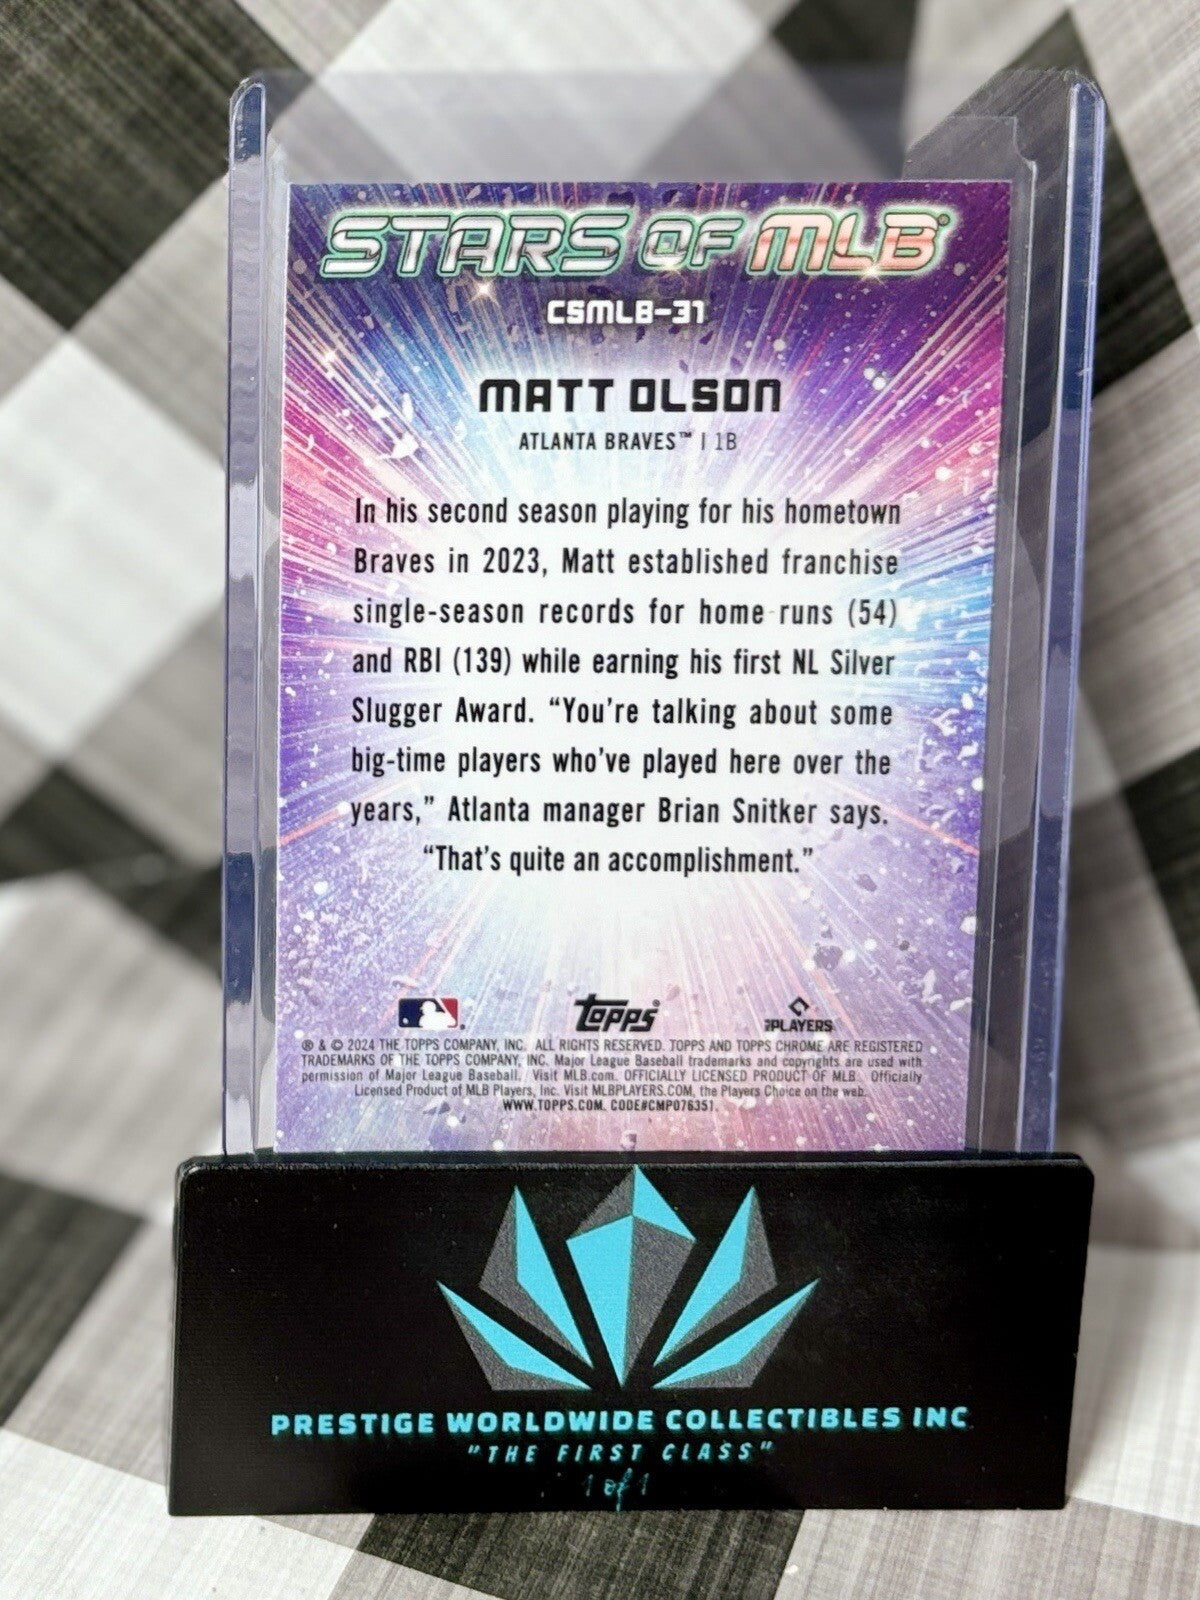 STARS OF MLB®
CSMLB-31
MATT OLSON
ATLANTA BRAVES™ | 1B
In his second season playing for his hometown
Braves in 2023, Matt established franchise
single-season records for home runs (54)
and RBI (139) while earning his first NL Silver
Slugger Award. “You’re talking about some
big-time players who’ve played here over the
years,” Atlanta manager Brian Snitker says.
“That’s quite an accomplishment.”
Topps®
PLAYERS
® & © 2024 THE TOPPS COMPANY, INC. ALL RIGHTS RESERVED. TOPPS AND TOPPS CHROME ARE REGISTERED
TRADEMARKS OF THE TOPPS COMPANY, INC. Major League Baseball trademarks and copyrights are used with
permission of Major League Baseball. Visit MLB.com. OFFICIALLY LICENSED PRODUCT OF MLB. Officially
Licensed Product of MLB Players, Inc. Visit MLBPLAYERS.COM, the Players Choice on the web.
WWW.TOPPS.COM. CODE#CMP076351.
PRESTIGE WORLDWIDE COLLECTIBLES INC
"THE FIRST CLASS"
1 of 1